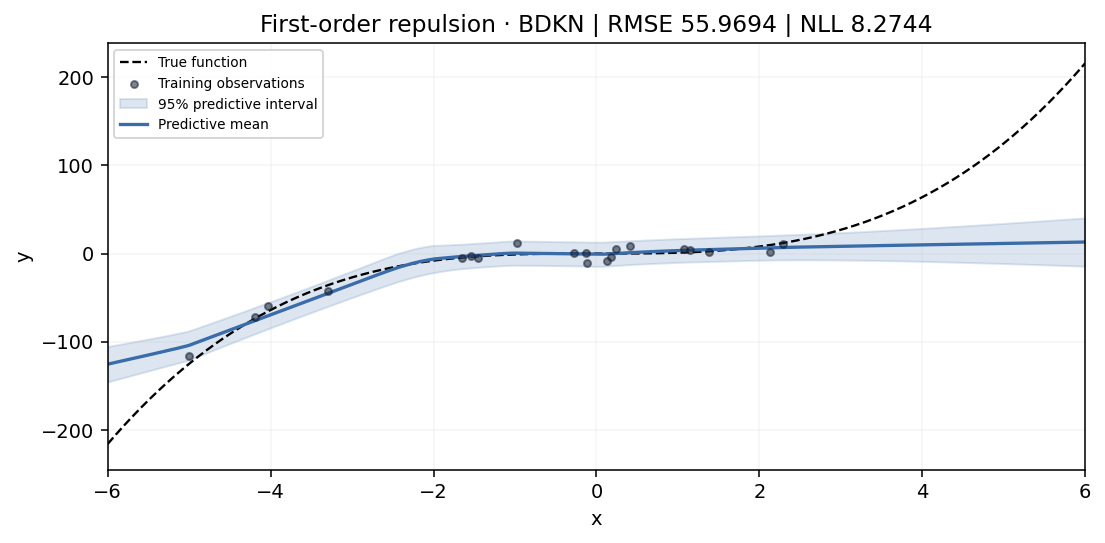 First-order repulsion · BDKN | RMSE 55.9694 | NLL 8.2744
True function
Training observations
95% predictive interval
Predictive mean
200
100
0
−100
−200
y
−6 −4 −2 0 2 4 6
x